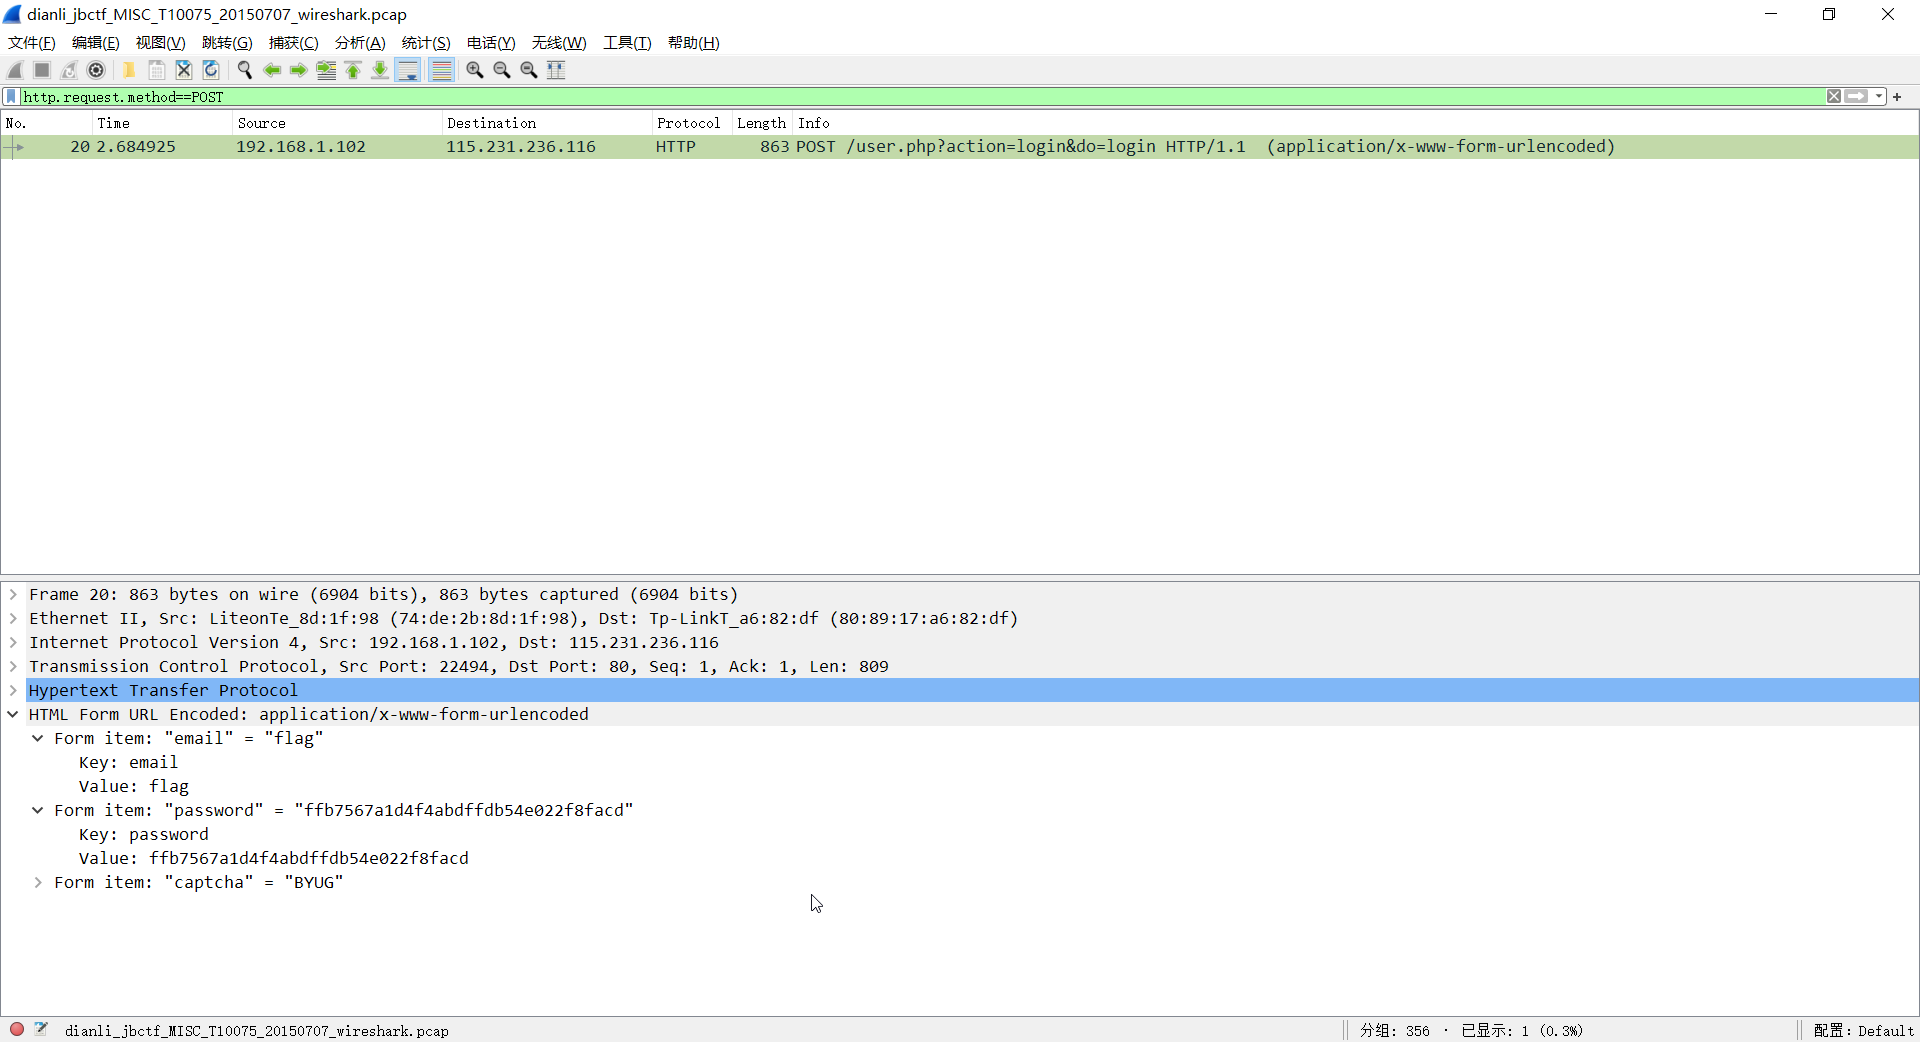 dianli_jbctf_MISC_T10075_20150707_wireshark.pcap
文件(F) 编辑(E) 视图(V) 跳转(G) 捕获(C) 分析(A) 统计(S) 电话(Y) 无线(W) 工具(T) 帮助(H)
http.request.method==POST
No. Time Source Destination Protocol Length Info
20 2.684925 192.168.1.102 115.231.236.116 HTTP 863 POST /user.php?action=login&do=login HTTP/1.1 (application/x-www-form-urlencoded)
Frame 20: 863 bytes on wire (6904 bits), 863 bytes captured (6904 bits)
Ethernet II, Src: LiteonTe_8d:1f:98 (74:de:2b:8d:1f:98), Dst: Tp-LinkT_a6:82:df (80:89:17:a6:82:df)
Internet Protocol Version 4, Src: 192.168.1.102, Dst: 115.231.236.116
Transmission Control Protocol, Src Port: 22494, Dst Port: 80, Seq: 1, Ack: 1, Len: 809
Hypertext Transfer Protocol
HTML Form URL Encoded: application/x-www-form-urlencoded
Form item: "email" = "flag"
Key: email
Value: flag
Form item: "password" = "ffb7567a1d4f4abdffdb54e022f8facd"
Key: password
Value: ffb7567a1d4f4abdffdb54e022f8facd
Form item: "captcha" = "BYUG"
dianli_jbctf_MISC_T10075_20150707_wireshark.pcap 分组: 356 · 已显示: 1 (0.3%) 配置: Default